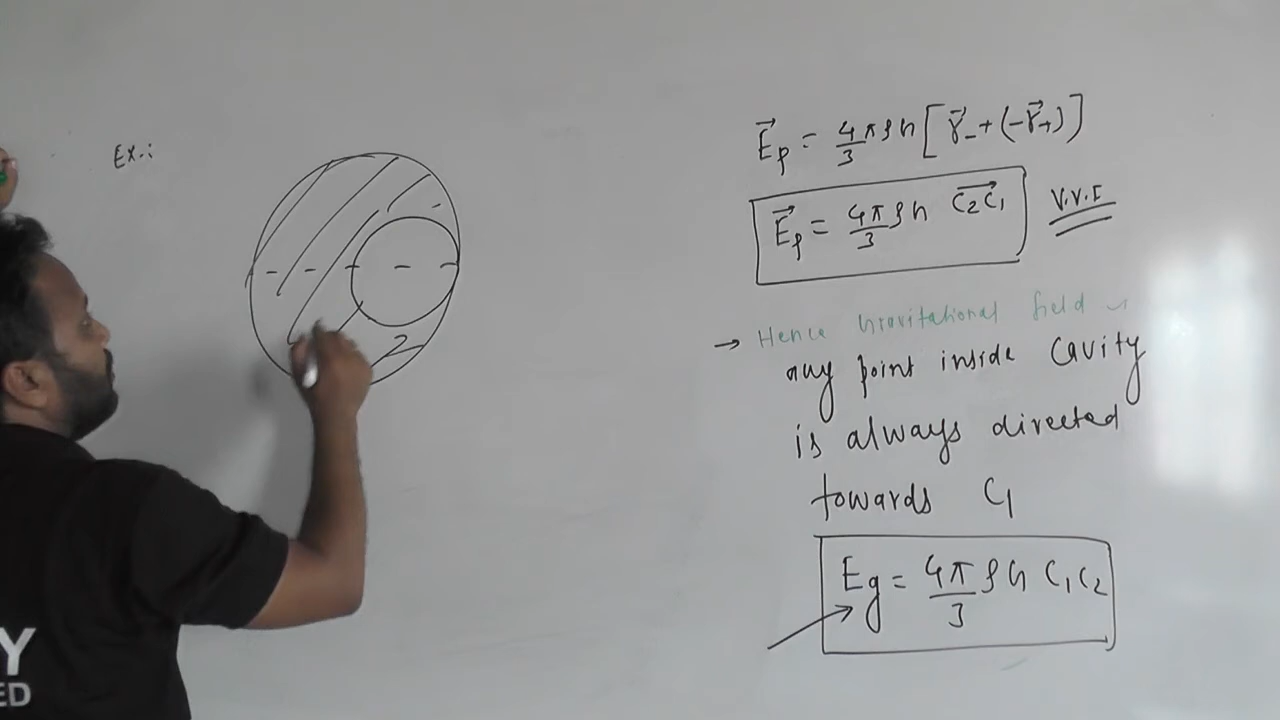 Ex.:
E⃗p = 4/3 πρG [r⃗₋ + (-r⃗₊)]
E⃗p = 4π/3 ρG C₂C₁⃗ V.V.I
→ Hence Gravitational field
any point inside Cavity
is always directed
towards C₁
Eg = 4π/3 ρG C₁C₂
Y
ED